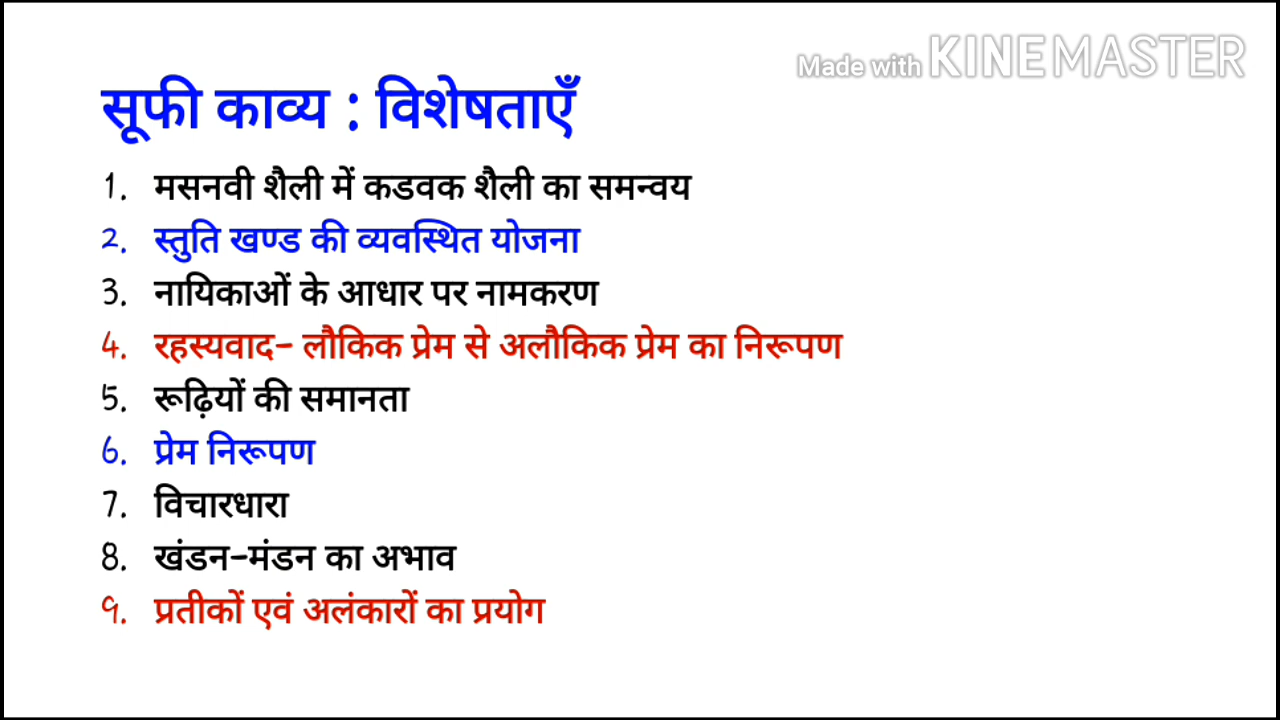 Made with KINEMASTER
सूफी काव्य : विशेषताएँ
1. मसनवी शैली में कडवक शैली का समन्वय
2. स्तुति खण्ड की व्यवस्थित योजना
3. नायिकाओं के आधार पर नामकरण
4. रहस्यवाद- लौकिक प्रेम से अलौकिक प्रेम का निरूपण
5. रूढ़ियों की समानता
6. प्रेम निरूपण
7. विचारधारा
8. खंडन-मंडन का अभाव
9. प्रतीकों एवं अलंकारों का प्रयोग